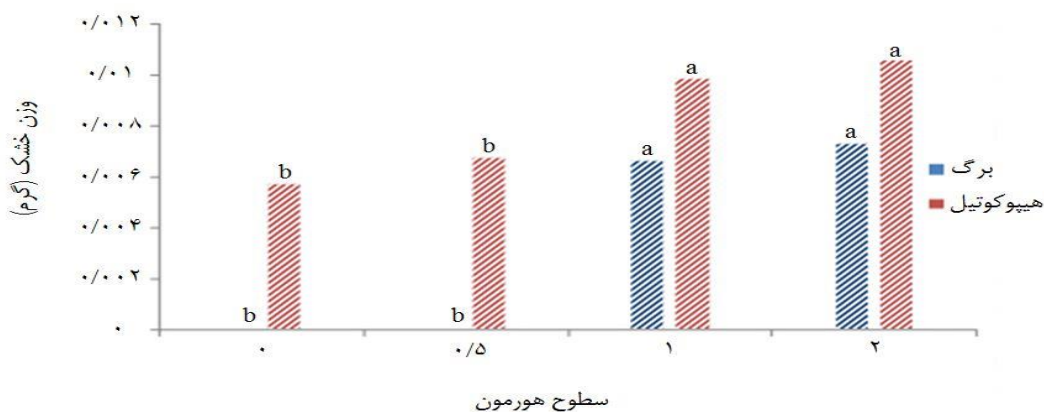 ۰/۰۱۲
۰/۰۱
۰/۰۰۸
۰/۰۰۶
۰/۰۰۴
۰/۰۰۲
۰
وزن خشک (گرم)
b b
b b
a a
a a
۰ ۰/۵ ۱ ۲
سطوح هورمون
برگ
هیپوکوتیل